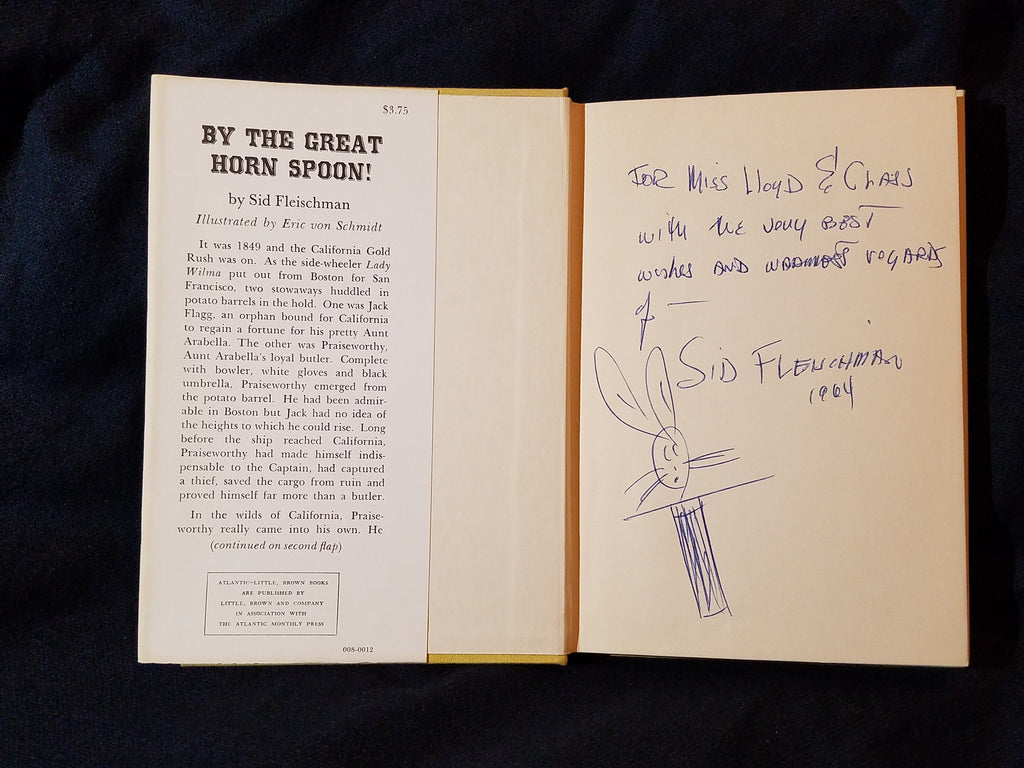 $3.75
BY THE GREAT
HORN SPOON!
by Sid Fleischman
Illustrated by Eric von Schmidt
It was 1849 and the California Gold
Rush was on. As the side-wheeler Lady
Wilma put out from Boston for San
Francisco, two stowaways huddled in
potato barrels in the hold. One was Jack
Flagg, an orphan bound for California
to regain a fortune for his pretty Aunt
Arabella. The other was Praiseworthy,
Aunt Arabella's loyal butler. Complete
with bowler, white gloves and black
umbrella, Praiseworthy emerged from
the potato barrel. He had been admir-
able in Boston but Jack had no idea of
the heights to which he could rise. Long
before the ship reached California,
Praiseworthy had made himself indis-
pensable to the Captain, had captured
a thief, saved the cargo from ruin and
proved himself far more than a butler.
In the wilds of California, Praise-
worthy really came into his own. He
(continued on second flap)
ATLANTIC–LITTLE, BROWN BOOKS
ARE PUBLISHED BY
LITTLE, BROWN AND COMPANY
IN ASSOCIATION WITH
THE ATLANTIC MONTHLY PRESS
008-0012
FOR Miss Lloyd & Class
with the very BEST
wishes AND WARMEST regards
of —
SID FLEISCHMAN
1964